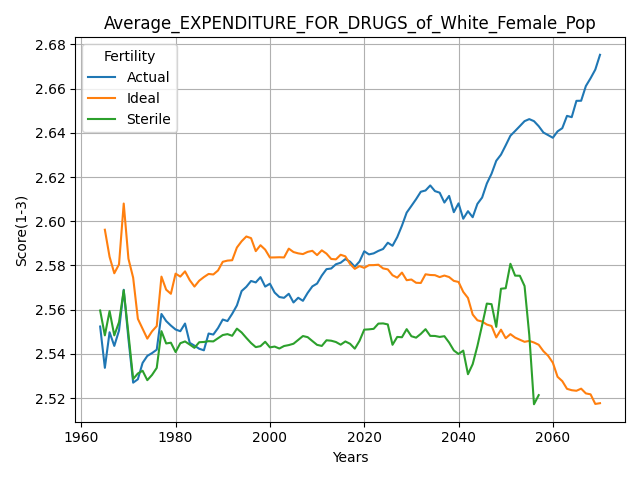 Average_EXPENDITURE_FOR_DRUGS_of_White_Female_Pop
Fertility
Actual
Ideal
Sterile
Score(1-3)
2.68
2.66
2.64
2.62
2.60
2.58
2.56
2.54
2.52
1960
1980
2000
2020
2040
2060
Years